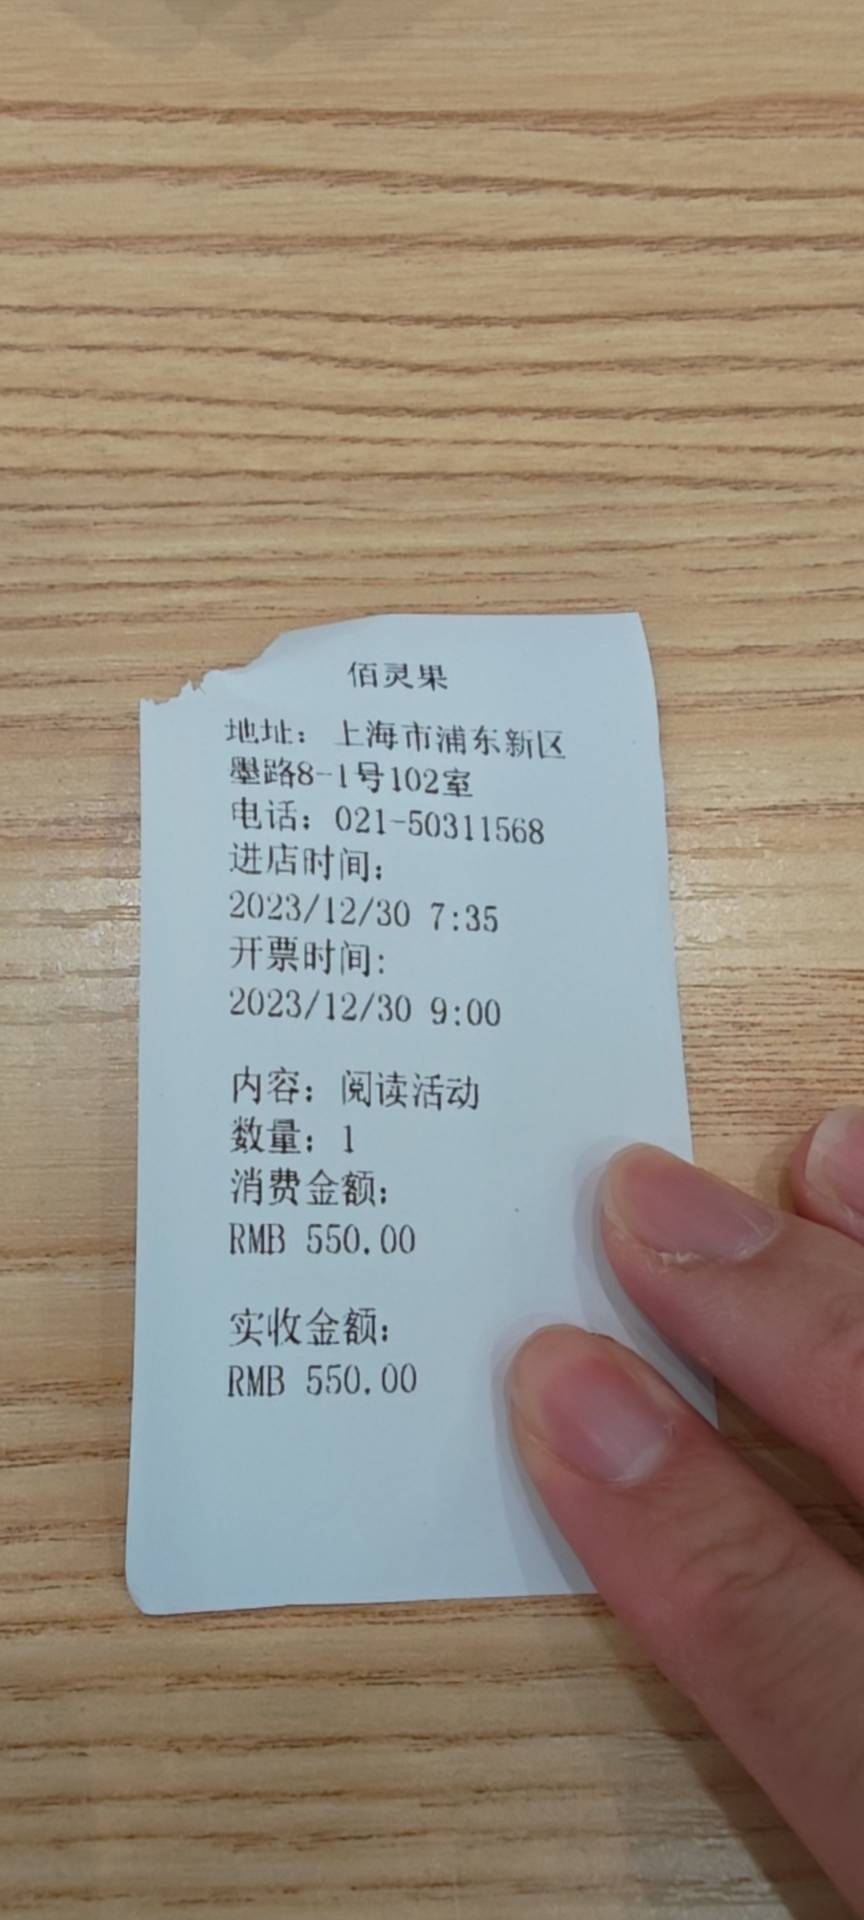 佰灵果
地址：上海市浦东新区
墨路8-1号102室
电话：021-50311568
进店时间：
2023/12/30 7:35
开票时间：
2023/12/30 9:00
内容：阅读活动
数量：1
消费金额：
RMB 550.00
实收金额：
RMB 550.00